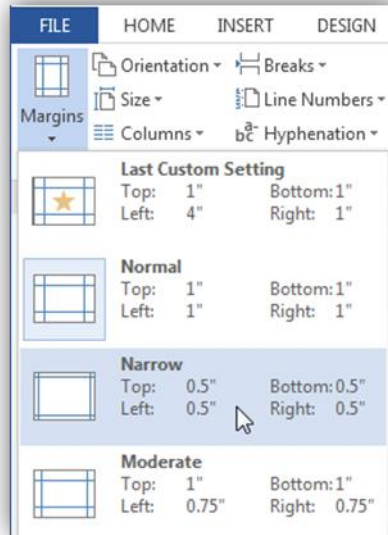 FILE HOME INSERT DESIGN
Margins
Orientation
Size
Columns
Breaks
Line Numbers
Hyphenation
Last Custom Setting
Top: 1" Bottom: 1"
Left: 4" Right: 1"
Normal
Top: 1" Bottom: 1"
Left: 1" Right: 1"
Narrow
Top: 0.5" Bottom: 0.5"
Left: 0.5" Right: 0.5"
Moderate
Top: 1" Bottom: 1"
Left: 0.75" Right: 0.75"